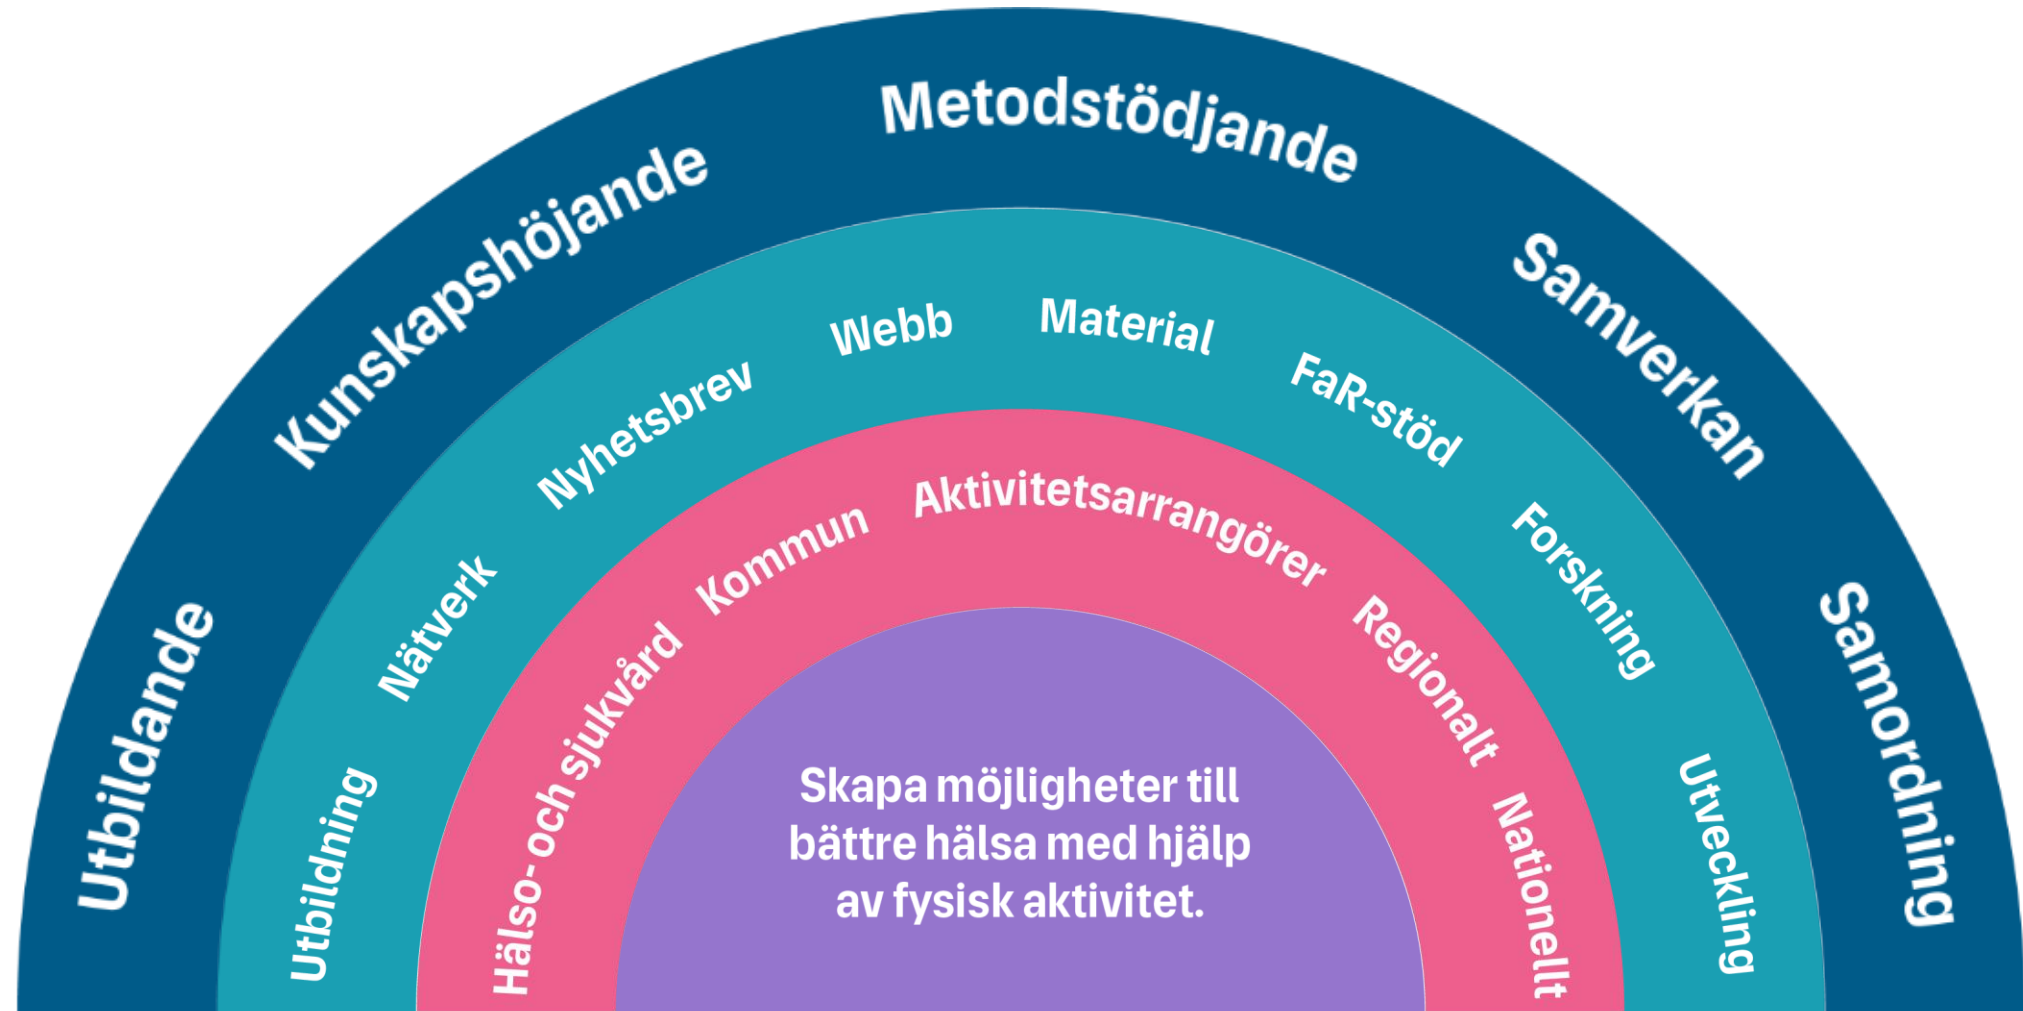 Utbildande
Kunskapshöjande
Metodstödjande
Samverkan
Samordning
Utbildning
Nätverk
Nyhetsbrev
Webb
Material
FaR-stöd
Forskning
Utveckling
Hälso- och sjukvård
Kommun
Aktivitetsarrangörer
Regionalt
Nationellt
Skapa möjligheter till
bättre hälsa med hjälp
av fysisk aktivitet.